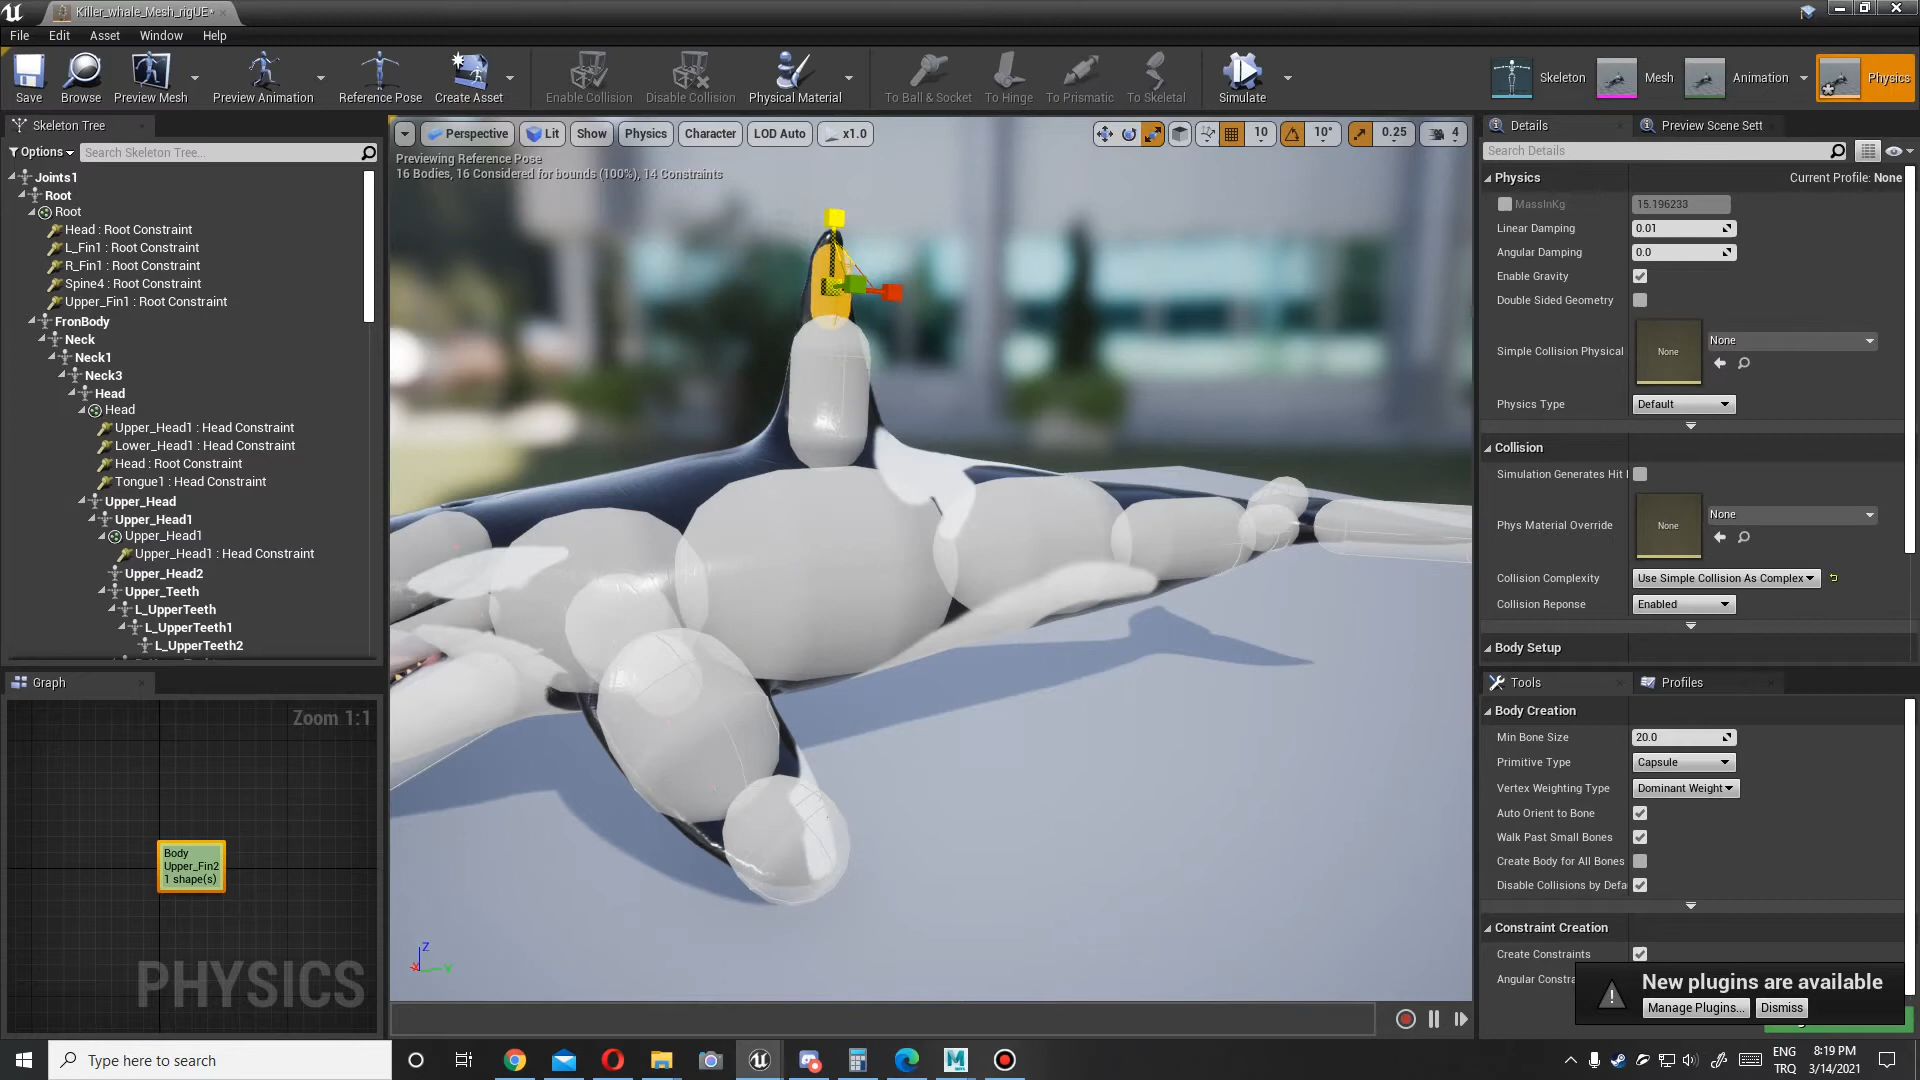 Killer_whale_Mesh_rigUE*
File Edit Asset Window Help
Save Browse Preview Mesh Preview Animation Reference Pose Create Asset Enable Collision Disable Collision Physical Material To Ball & Socket To Hinge To Prismatic To Skeletal Simulate Skeleton Mesh Animation Physics
Skeleton Tree
Options Search Skeleton Tree...
Joints1
Root
Root
Head : Root Constraint
L_Fin1 : Root Constraint
R_Fin1 : Root Constraint
Spine4 : Root Constraint
Upper_Fin1 : Root Constraint
FronBody
Neck
Neck1
Neck3
Head
Head
Upper_Head1 : Head Constraint
Lower_Head1 : Head Constraint
Head : Root Constraint
Tongue1 : Head Constraint
Upper_Head
Upper_Head1
Upper_Head1
Upper_Head1 : Head Constraint
Upper_Head2
Upper_Teeth
L_UpperTeeth
L_UpperTeeth1
L_UpperTeeth2
Graph
Zoom 1:1
Body
Upper_Fin2
1 shape(s)
PHYSICS
Perspective Lit Show Physics Character LOD Auto x1.0 10 10° 0.25 4
Previewing Reference Pose
16 Bodies, 16 Considered for bounds (100%), 14 Constraints
Z
X Y
Details Preview Scene Sett
Search Details
Physics Current Profile: None
MassInKg 15.196233
Linear Damping 0.01
Angular Damping 0.0
Enable Gravity
Double Sided Geometry
Simple Collision Physical None None
Physics Type Default
Collision
Simulation Generates Hit
Phys Material Override None None
Collision Complexity Use Simple Collision As Complex
Collision Reponse Enabled
Body Setup
Tools Profiles
Body Creation
Min Bone Size 20.0
Primitive Type Capsule
Vertex Weighting Type Dominant Weight
Auto Orient to Bone
Walk Past Small Bones
Create Body for All Bones
Disable Collisions by Defa
Constraint Creation
Create Constraints
Angular Constra
New plugins are available
Manage Plugins... Dismiss
Type here to search
ENG
TRQ
8:19 PM
3/14/2021